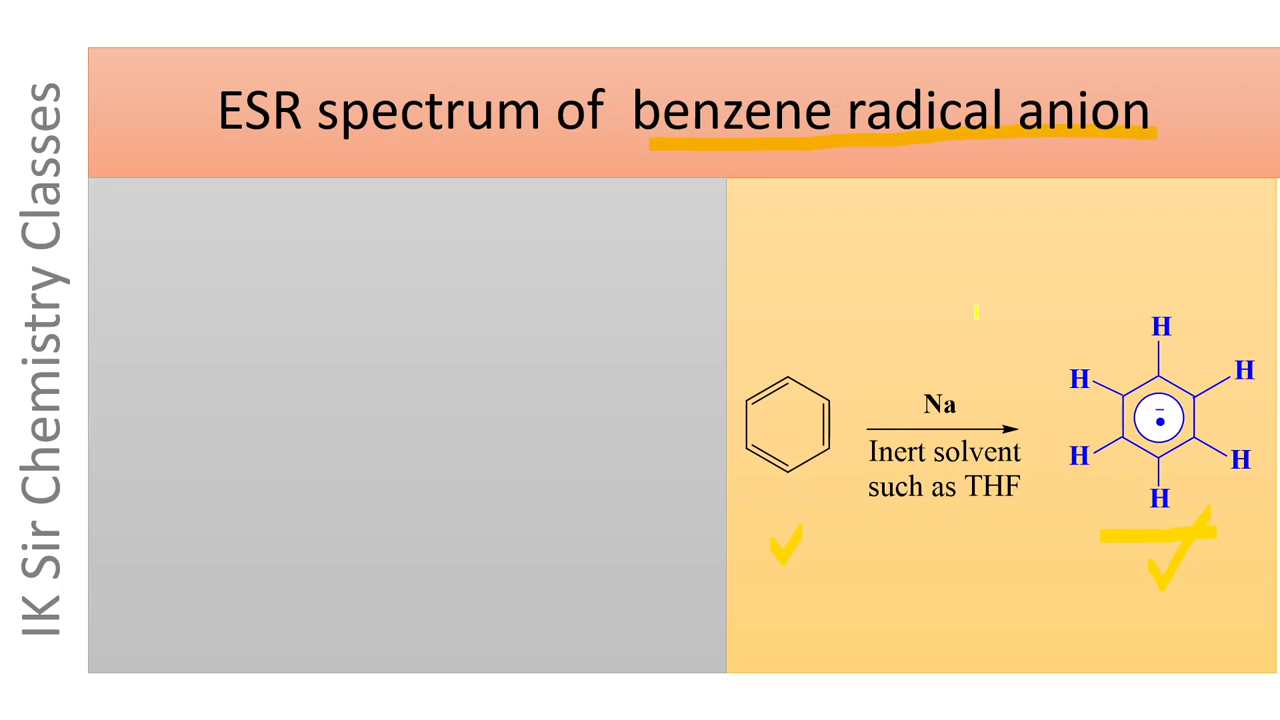 IK Sir Chemistry Classes
ESR spectrum of benzene radical anion
Na
Inert solvent
such as THF
H
H
H
H
H
H